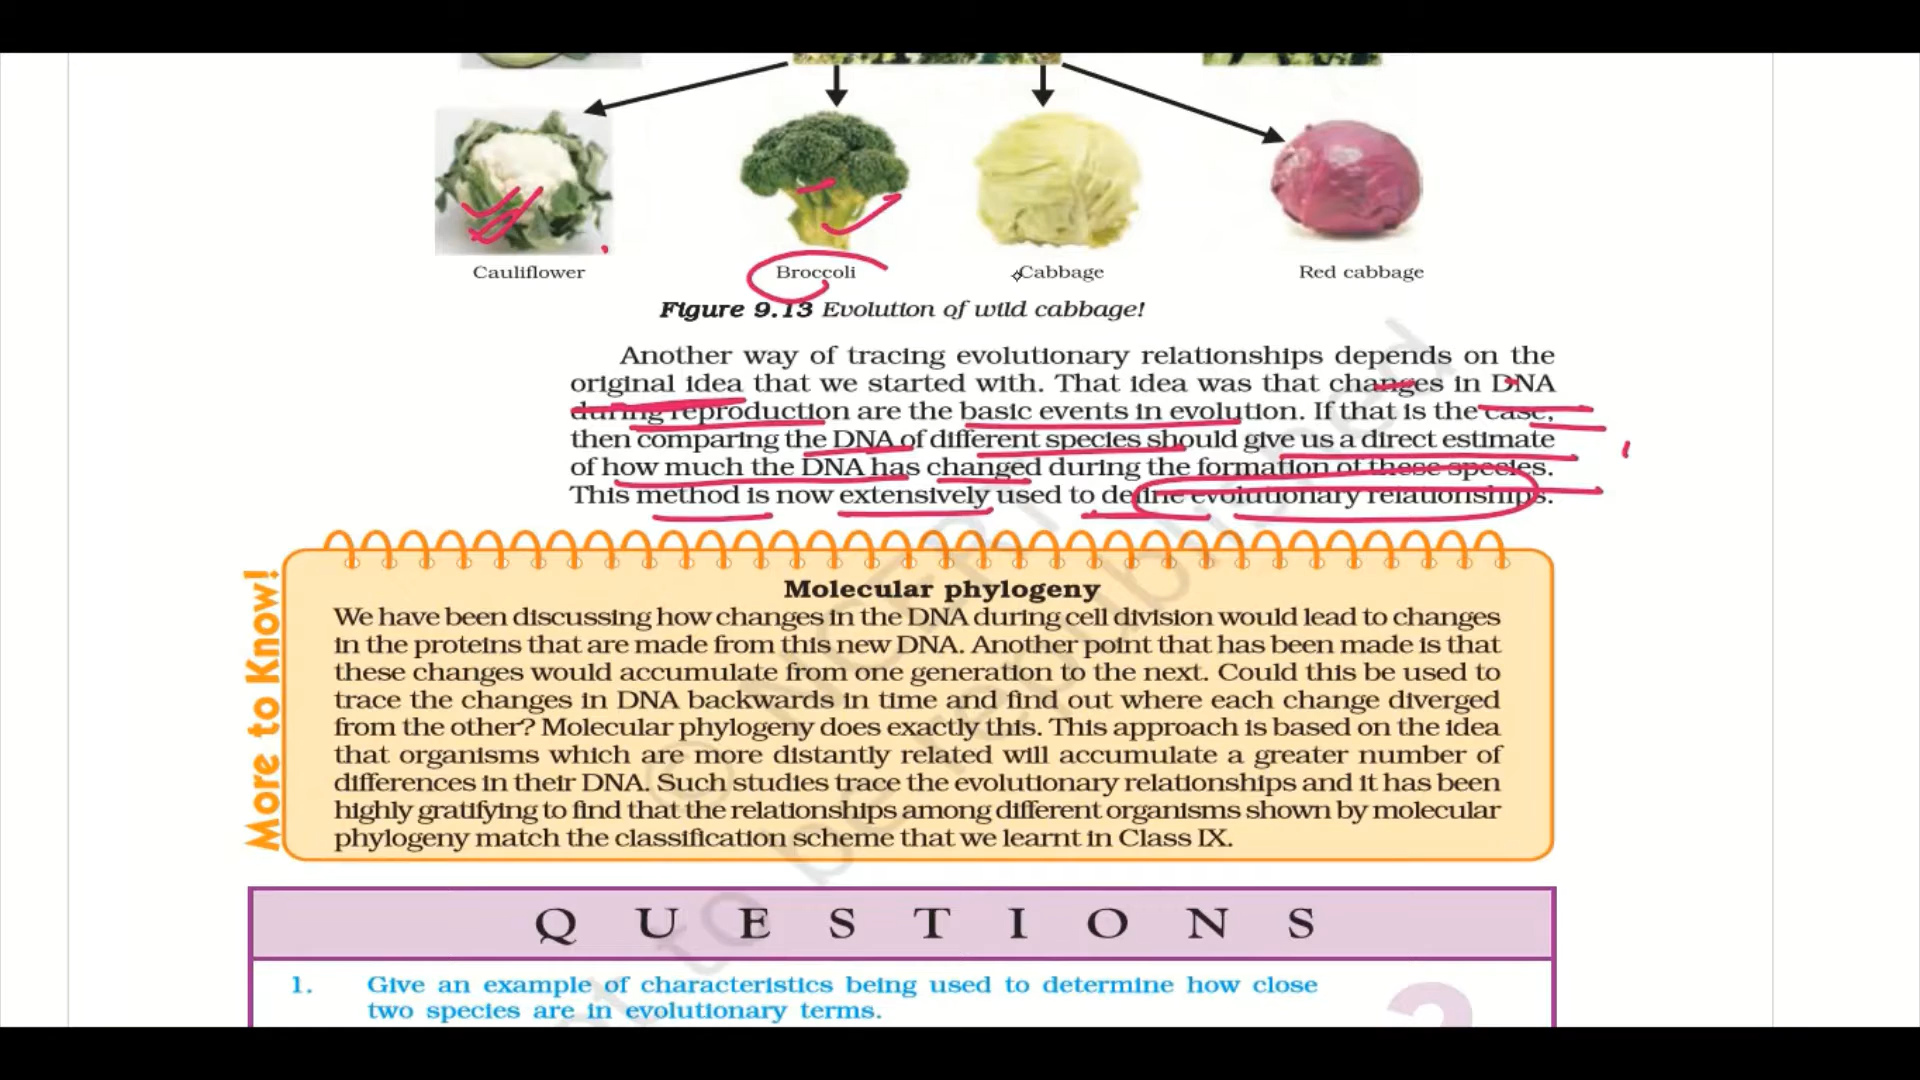 Cauliflower Broccoli Cabbage Red cabbage
Figure 9.13 Evolution of wild cabbage!
Another way of tracing evolutionary relationships depends on the
original idea that we started with. That idea was that changes in DNA
during reproduction are the basic events in evolution. If that is the case,
then comparing the DNA of different species should give us a direct estimate
of how much the DNA has changed during the formation of these species.
This method is now extensively used to define evolutionary relationships.
More to Know!
Molecular phylogeny
We have been discussing how changes in the DNA during cell division would lead to changes
in the proteins that are made from this new DNA. Another point that has been made is that
these changes would accumulate from one generation to the next. Could this be used to
trace the changes in DNA backwards in time and find out where each change diverged
from the other? Molecular phylogeny does exactly this. This approach is based on the idea
that organisms which are more distantly related will accumulate a greater number of
differences in their DNA. Such studies trace the evolutionary relationships and it has been
highly gratifying to find that the relationships among different organisms shown by molecular
phylogeny match the classification scheme that we learnt in Class IX.
QUESTIONS
1. Give an example of characteristics being used to determine how close
two species are in evolutionary terms.
© NCERT
not to be republished
?